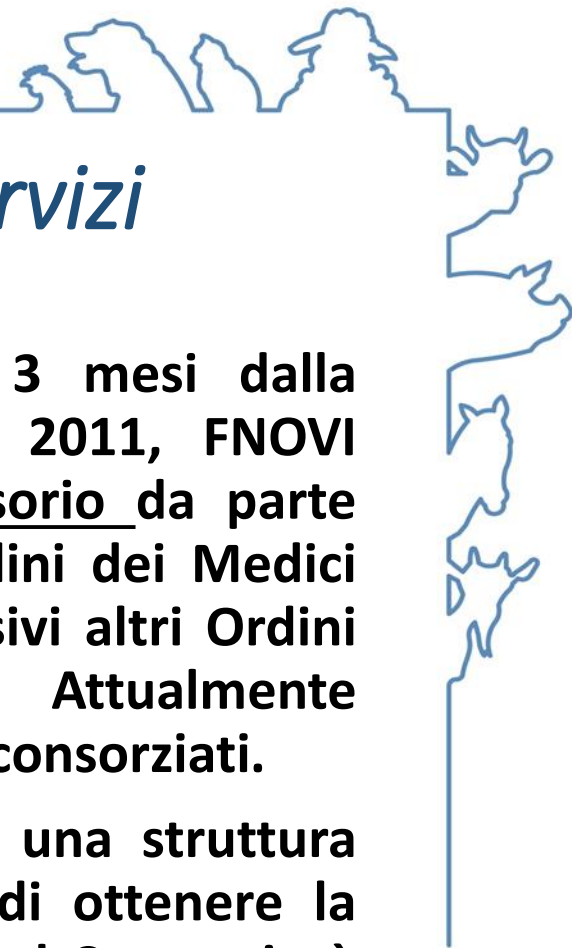 rvizi
3 mesi dalla
2011, FNOVI
sorio da parte
lini dei Medici
sivi altri Ordini
Attualmente
consorziati.
una struttura
di ottenere la